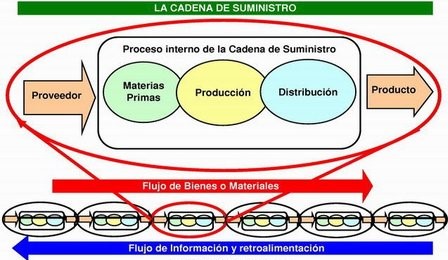 LA CADENA DE SUMINISTRO
Proceso interno de la Cadena de Suministro
Proveedor
Materias
Primas
Producción
Distribución
Producto
Flujo de Bienes o Materiales
Flujo de Información y retroalimentación